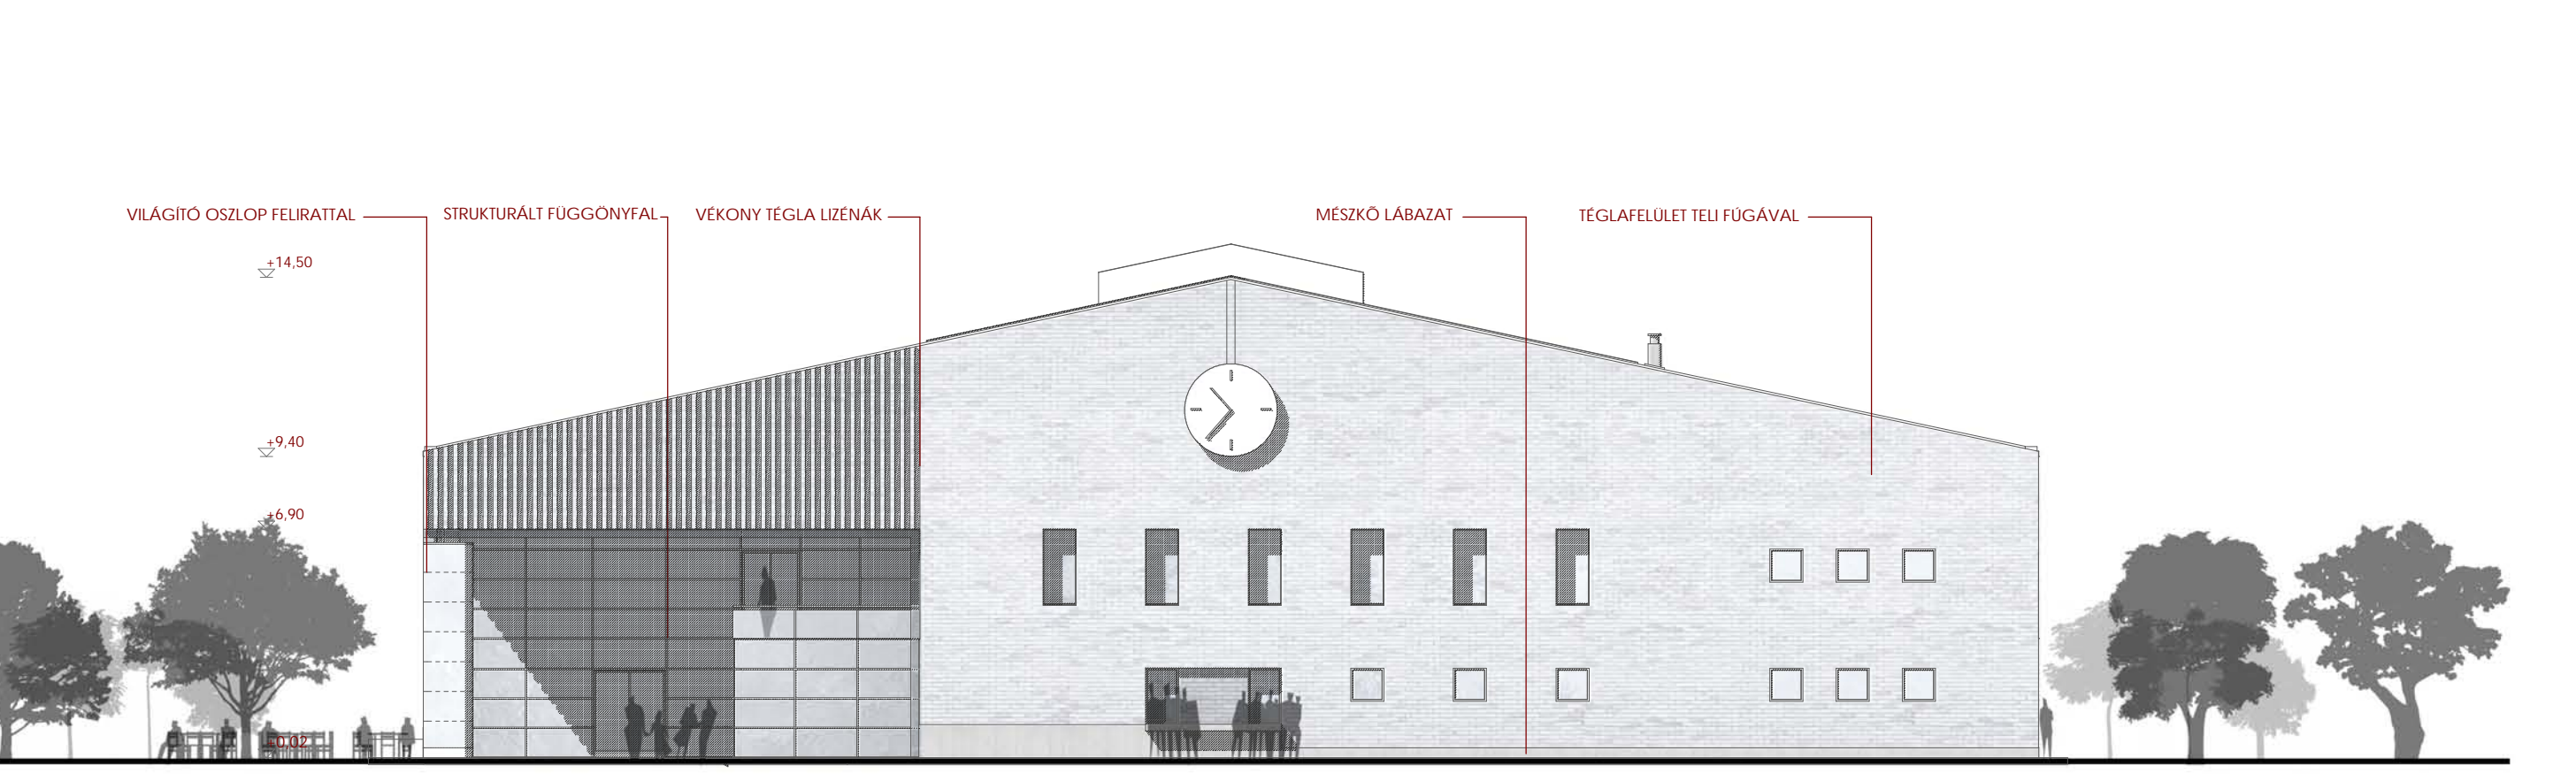 VILÁGÍTÓ OSZLOP FELIRATTAL
STRUKTURÁLT FÜGGÖNYFAL
VÉKONY TÉGLA LIZÉNÁK
MÉSZKÕ LÁBAZAT
TÉGLAFELÜLET TELI FÚGÁVAL
+14,50
+9,40
+6,90
±0,02